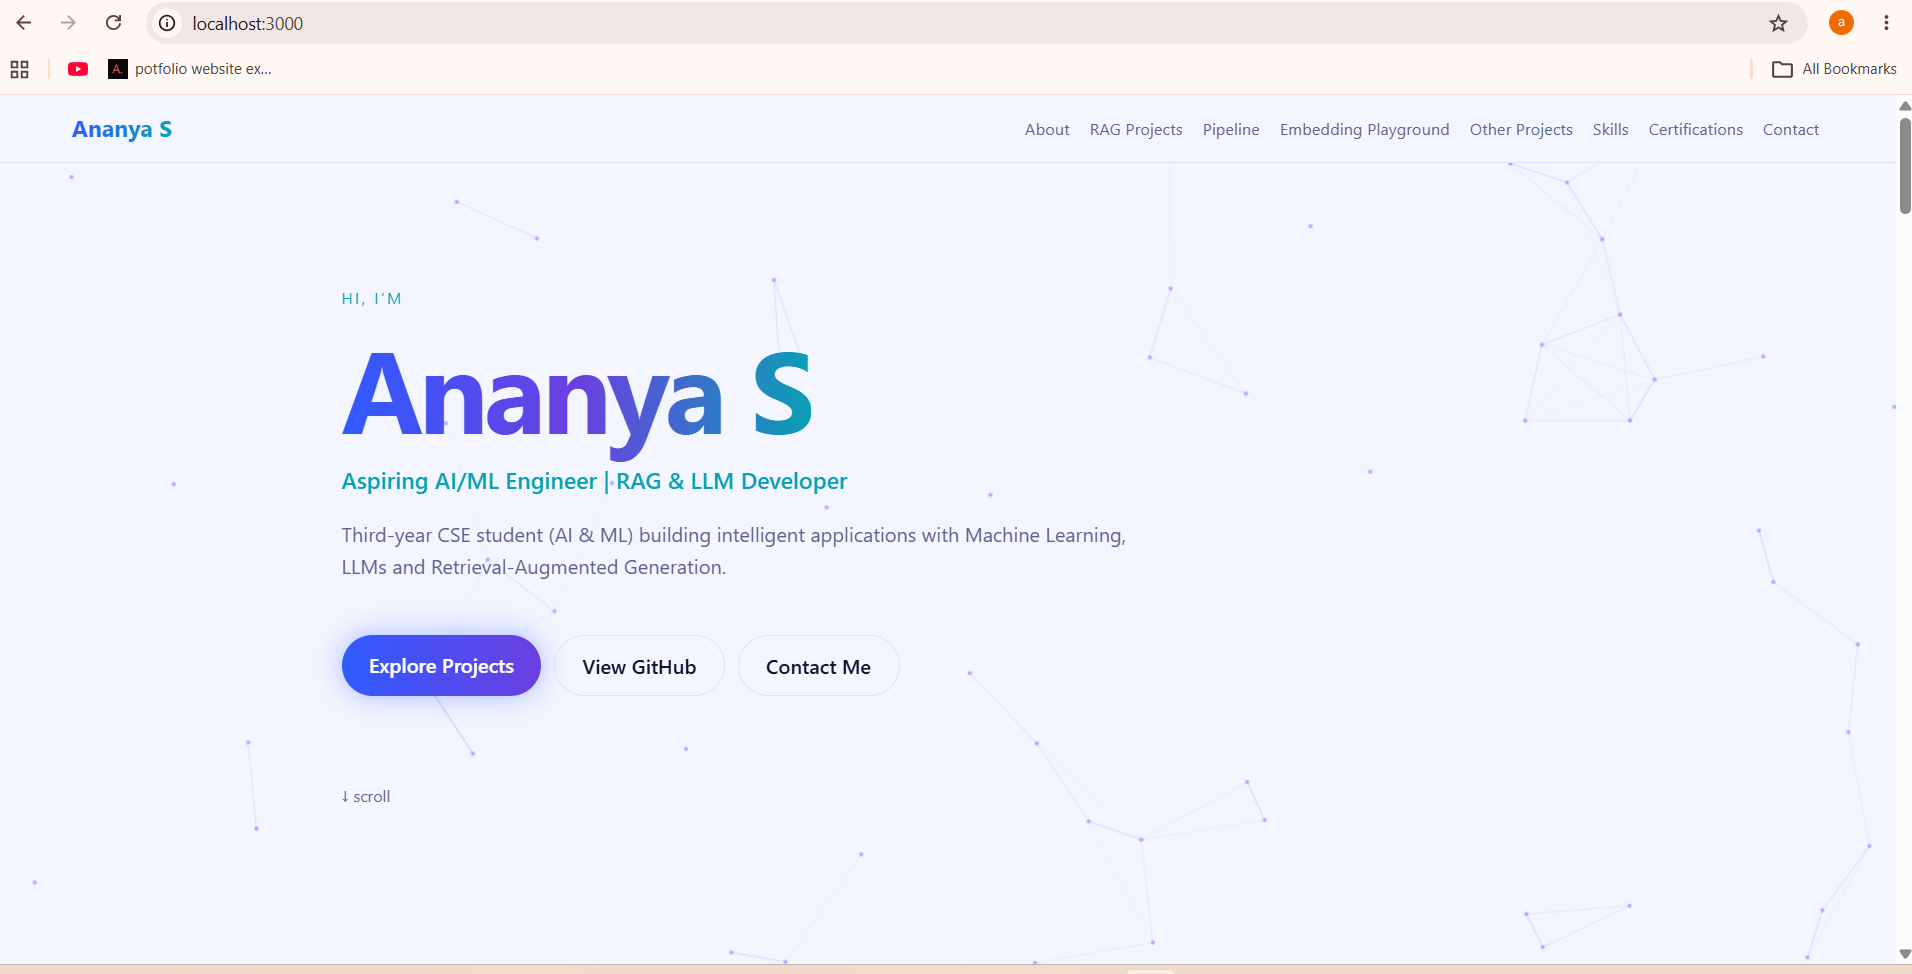 localhost:3000
a
A. potfolio website ex...
All Bookmarks
Ananya S
About RAG Projects Pipeline Embedding Playground Other Projects Skills Certifications Contact
HI, I'M
Ananya S
Aspiring AI/ML Engineer | RAG & LLM Developer
Third-year CSE student (AI & ML) building intelligent applications with Machine Learning,
LLMs and Retrieval-Augmented Generation.
Explore Projects View GitHub Contact Me
↓ scroll